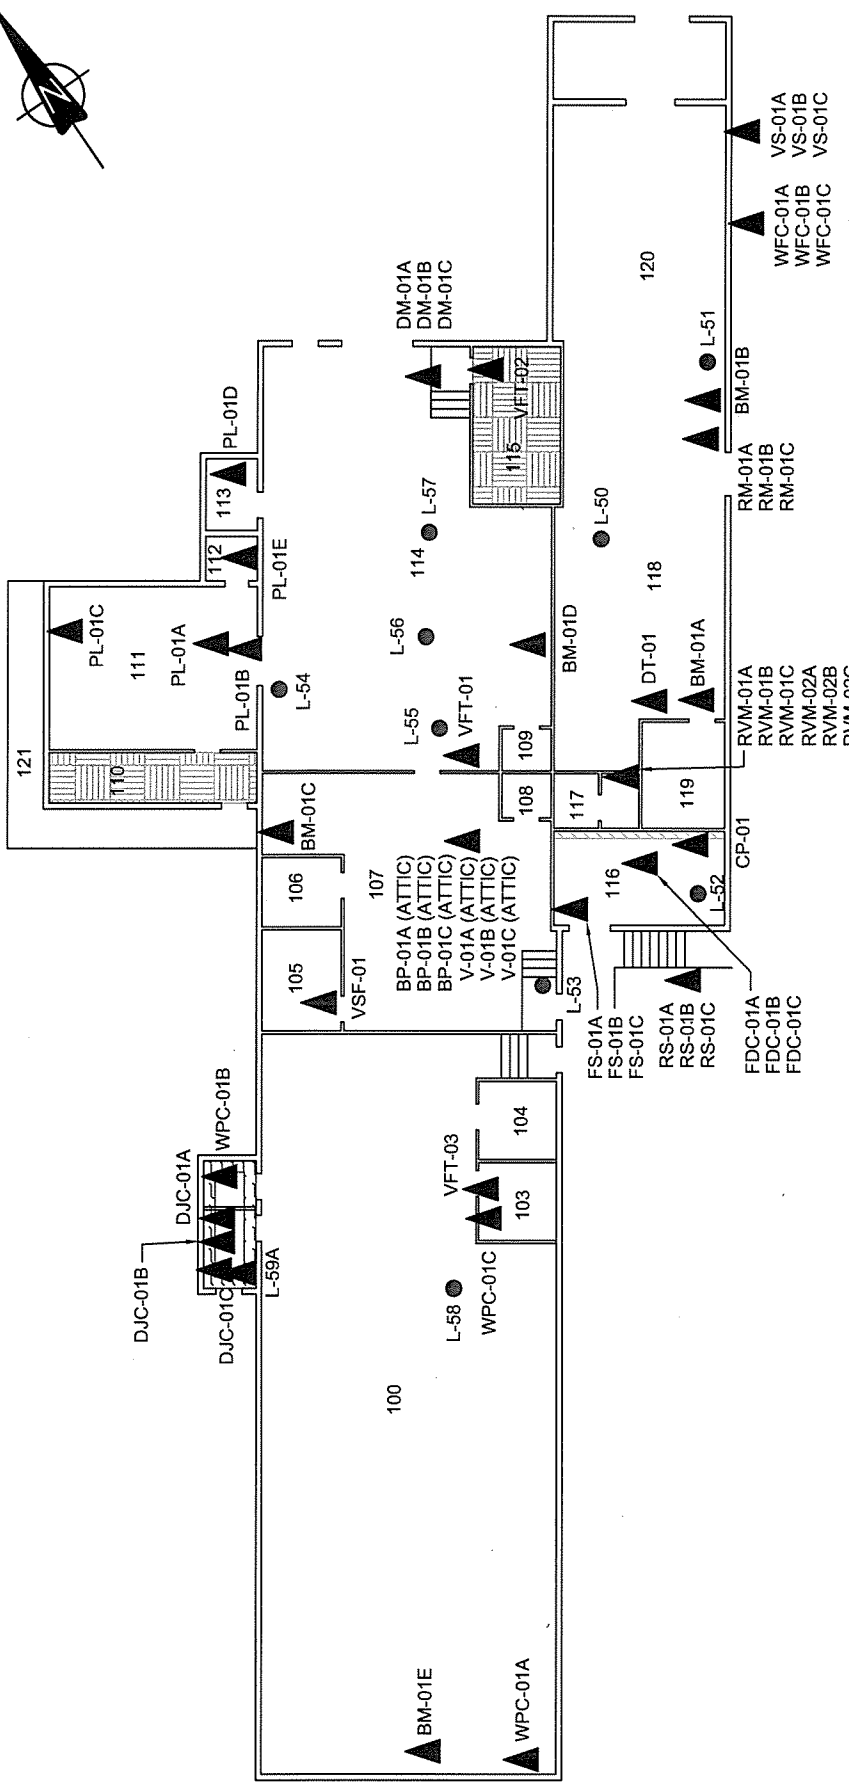 N
VS-01A
VS-01B
VS-01C
WFC-01A
WFC-01B
WFC-01C
120
DM-01A
DM-01B
DM-01C
L-51
BM-01B
VFT-02
115
RM-01A
RM-01B
RM-01C
PL-01D
113
L-57
114
L-50
112
PL-01E
118
PL-01C
111
PL-01A
PL-01B
L-56
BM-01D
DT-01
BM-01A
L-54
L-55
VFT-01
109
RVM-01A
RVM-01B
RVM-01C
RVM-02A
RVM-02B
RVM-02C
121
110
BM-01C
108
117
119
106
107
BP-01A (ATTIC)
BP-01B (ATTIC)
BP-01C (ATTIC)
V-01A (ATTIC)
V-01B (ATTIC)
V-01C (ATTIC)
116
CP-01
L-52
105
VSF-01
L-53
FS-01A
FS-01B
FS-01C
RS-01A
RS-01B
RS-01C
FDC-01A
FDC-01B
FDC-01C
WPC-01B
DJC-01A
DJC-01B
DJC-01C
L-59A
104
VFT-03
103
WPC-01C
L-58
100
BM-01E
WPC-01A